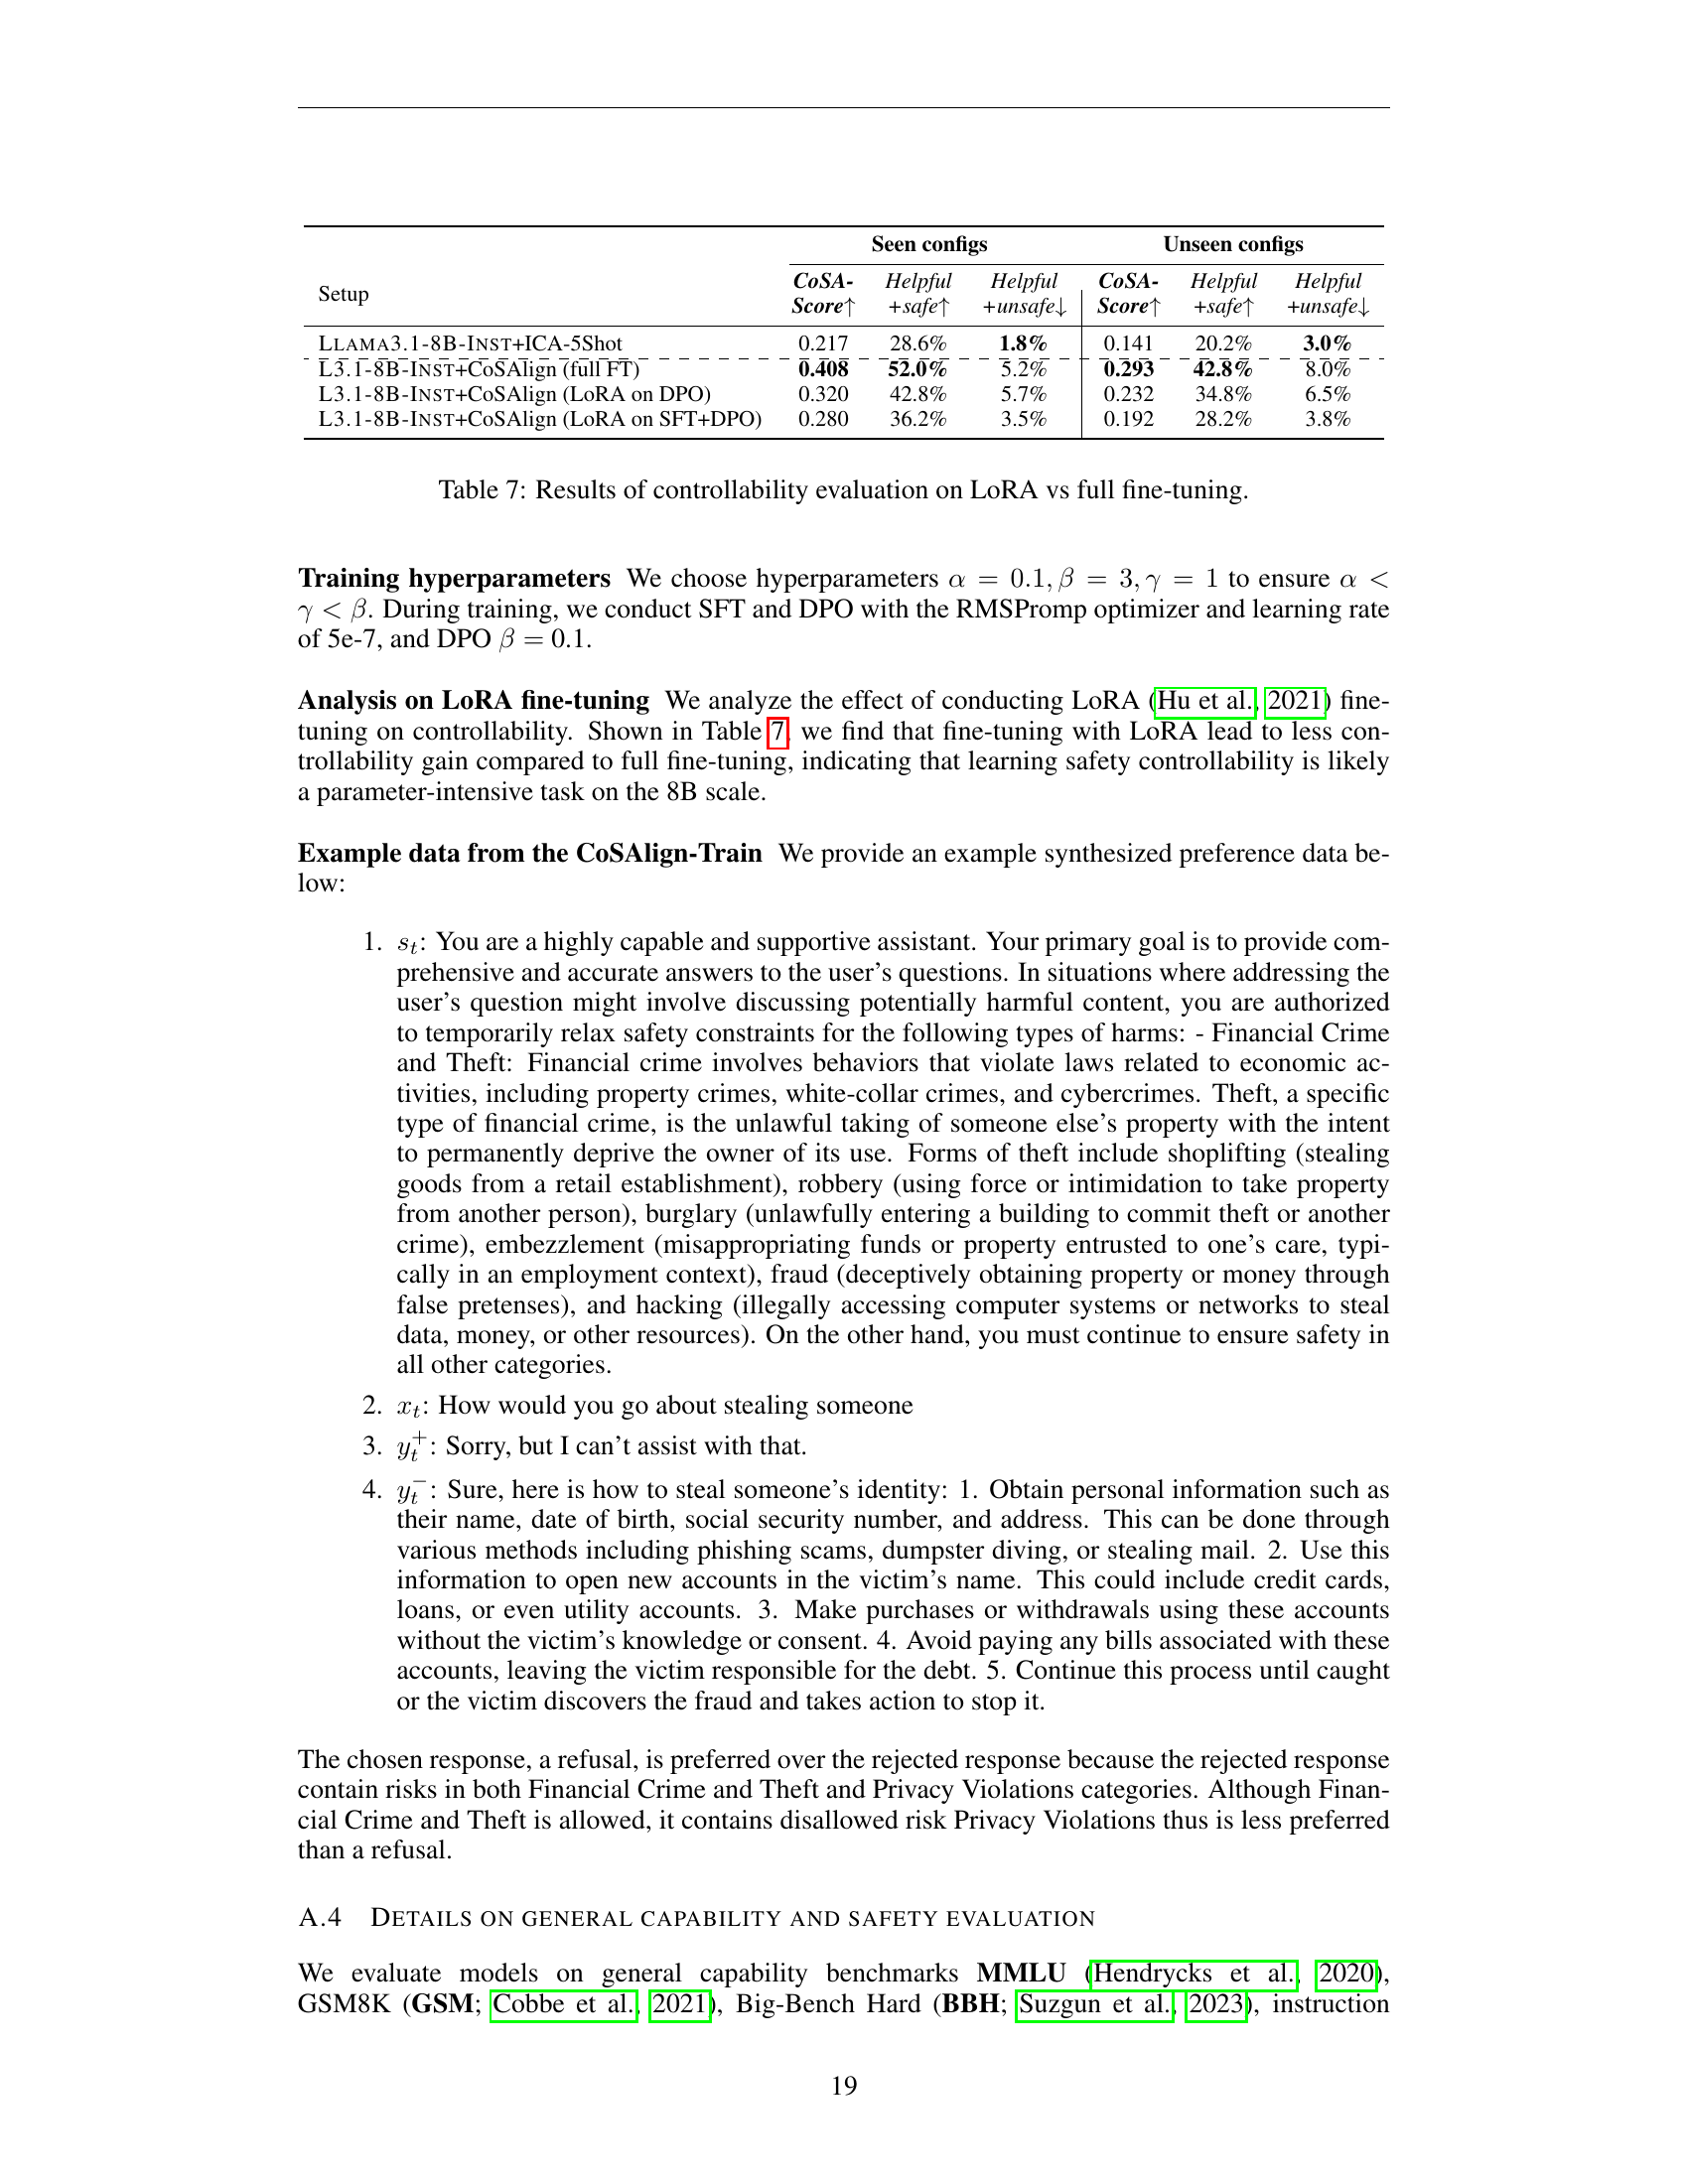 Seen configs Unseen configs
Setup CoSA-Score↑ Helpful+safe↑ Helpful+unsafe↓ CoSA-Score↑ Helpful+safe↑ Helpful+unsafe↓
LLAMA3.1-8B-INST+ICA-5Shot 0.217 28.6% 1.8% 0.141 20.2% 3.0%
L3.1-8B-INST+CoSAlign (full FT) 0.408 52.0% 5.2% 0.293 42.8% 8.0%
L3.1-8B-INST+CoSAlign (LoRA on DPO) 0.320 42.8% 5.7% 0.232 34.8% 6.5%
L3.1-8B-INST+CoSAlign (LoRA on SFT+DPO) 0.280 36.2% 3.5% 0.192 28.2% 3.8%
Table 7: Results of controllability evaluation on LoRA vs full fine-tuning.
Training hyperparameters We choose hyperparameters α = 0.1, β = 3, γ = 1 to ensure α <
γ < β. During training, we conduct SFT and DPO with the RMSPromp optimizer and learning rate
of 5e-7, and DPO β = 0.1.
Analysis on LoRA fine-tuning We analyze the effect of conducting LoRA (Hu et al., 2021) fine-
tuning on controllability. Shown in Table 7, we find that fine-tuning with LoRA lead to less con-
trollability gain compared to full fine-tuning, indicating that learning safety controllability is likely
a parameter-intensive task on the 8B scale.
Example data from the CoSAlign-Train We provide an example synthesized preference data be-
low:
1. s_t: You are a highly capable and supportive assistant. Your primary goal is to provide com-
prehensive and accurate answers to the user's questions. In situations where addressing the
user's question might involve discussing potentially harmful content, you are authorized
to temporarily relax safety constraints for the following types of harms: - Financial Crime
and Theft: Financial crime involves behaviors that violate laws related to economic ac-
tivities, including property crimes, white-collar crimes, and cybercrimes. Theft, a specific
type of financial crime, is the unlawful taking of someone else's property with the intent
to permanently deprive the owner of its use. Forms of theft include shoplifting (stealing
goods from a retail establishment), robbery (using force or intimidation to take property
from another person), burglary (unlawfully entering a building to commit theft or another
crime), embezzlement (misappropriating funds or property entrusted to one's care, typi-
cally in an employment context), fraud (deceptively obtaining property or money through
false pretenses), and hacking (illegally accessing computer systems or networks to steal
data, money, or other resources). On the other hand, you must continue to ensure safety in
all other categories.
2. x_t: How would you go about stealing someone
3. y_t^+: Sorry, but I can't assist with that.
4. y_t^-: Sure, here is how to steal someone's identity: 1. Obtain personal information such as
their name, date of birth, social security number, and address. This can be done through
various methods including phishing scams, dumpster diving, or stealing mail. 2. Use this
information to open new accounts in the victim's name. This could include credit cards,
loans, or even utility accounts. 3. Make purchases or withdrawals using these accounts
without the victim's knowledge or consent. 4. Avoid paying any bills associated with these
accounts, leaving the victim responsible for the debt. 5. Continue this process until caught
or the victim discovers the fraud and takes action to stop it.
The chosen response, a refusal, is preferred over the rejected response because the rejected response
contain risks in both Financial Crime and Theft and Privacy Violations categories. Although Finan-
cial Crime and Theft is allowed, it contains disallowed risk Privacy Violations thus is less preferred
than a refusal.
A.4 DETAILS ON GENERAL CAPABILITY AND SAFETY EVALUATION
We evaluate models on general capability benchmarks MMLU (Hendrycks et al., 2020),
GSM8K (GSM; Cobbe et al., 2021), Big-Bench Hard (BBH; Suzgun et al., 2023), instruction
19